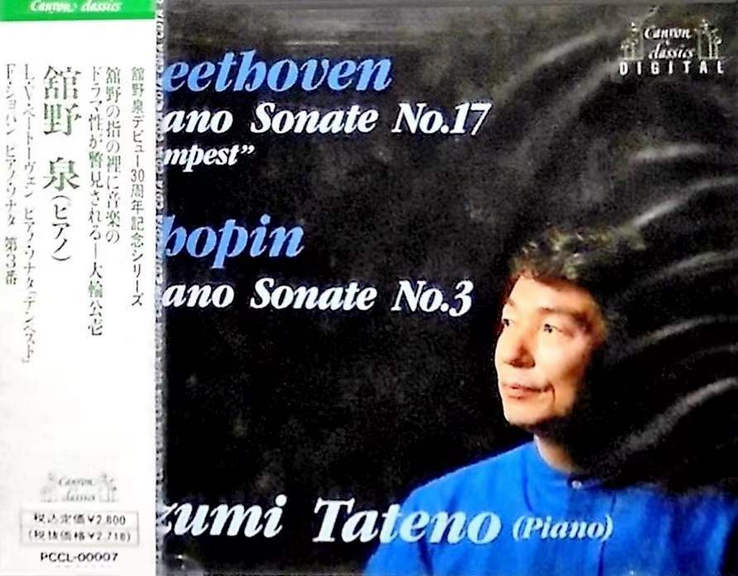 Canyon classics
舘野泉デビュー30周年記念シリーズ
舘野の指の裡に音楽の
ドラマ性が瞥見される—大輪公壱
舘野 泉(ピアノ)
L.V.ベートーヴェン ピアノ・ソナタ「テンペスト」
F.ショパン ピアノ・ソナタ 第3番
Canyon
classics
税込定価¥2,800
(税抜価格¥2,718)
PCCL-00007
eethoven
ano Sonate No.17
mpest”
hopin
ano Sonate No.3
Canyon
classics
DIGITAL
zumi Tateno (Piano)